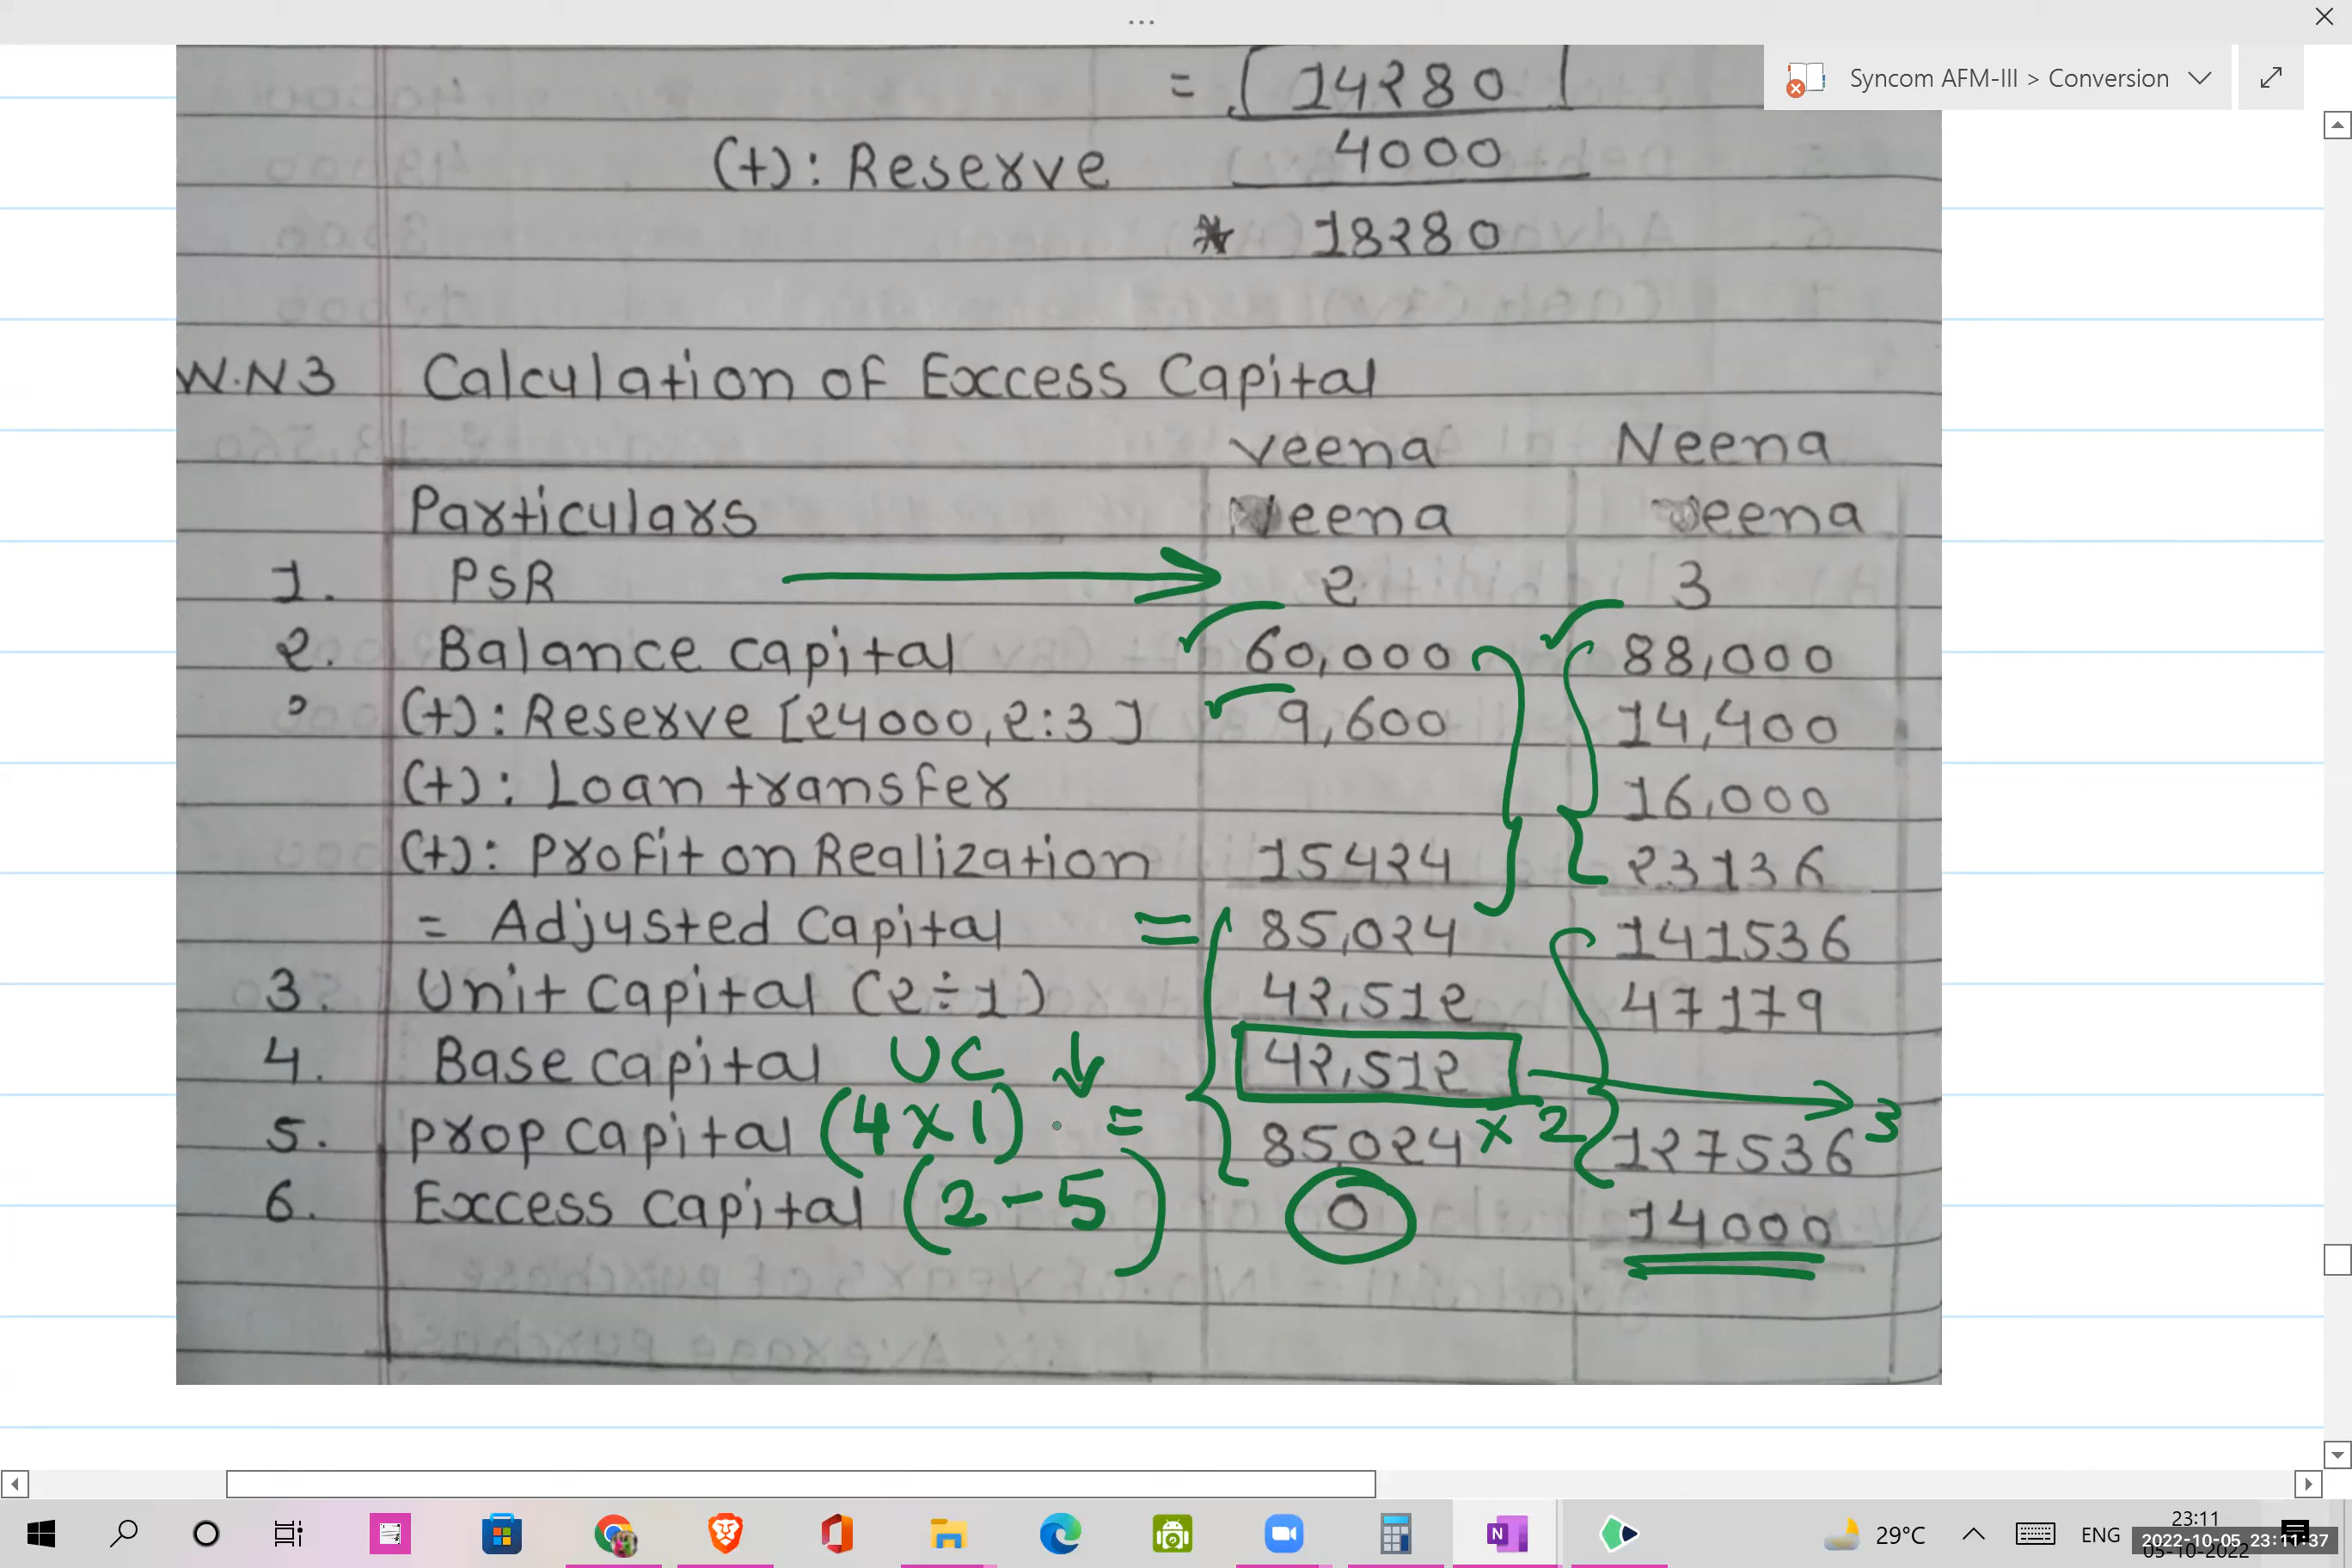 Syncom AFM-III > Conversion
= 14280
(+): Reserve 4000
* 18280
W.N3 Calculation of Excess Capital
Veena Neena
Particulars Neena Veena
1. PSR 2 3
2. Balance capital 60,000 88,000
(+): Reserve [24000, 2:3] 9,600 14,400
(+): Loan transfer 16,000
(+): Profit on Realization 15424 23136
= Adjusted Capital = 85,024 141536
3. Unit capital (2÷1) 42,512 47179
4. Base capital UC ↓ 42,512
5. prop capital (4×1) = 85024 × 2 127536 3
6. Excess capital (2-5) 0 14000
29°C ENG 23:11
2022-10-05, 23:11:37
05-10-2022